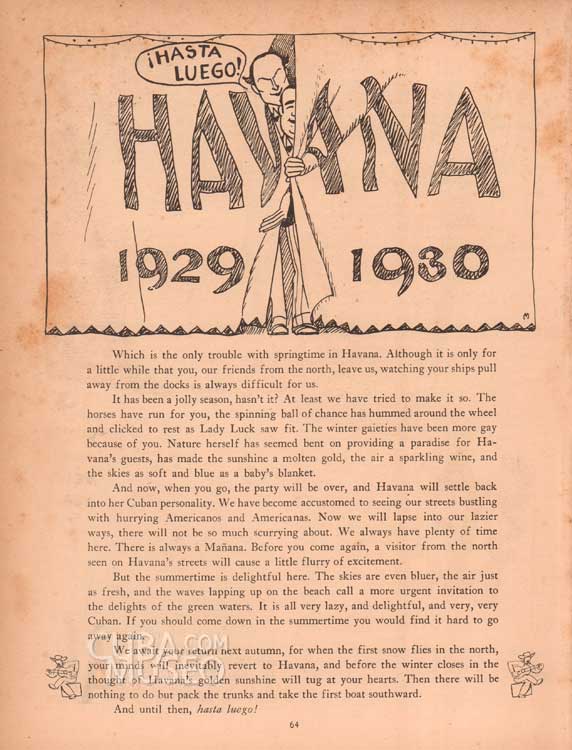 ¡HASTA
LUEGO!
HAVANA
1929 1930
M
Which is the only trouble with springtime in Havana. Although it is only for
a little while that you, our friends from the north, leave us, watching your ships pull
away from the docks is always difficult for us.
It has been a jolly season, hasn't it? At least we have tried to make it so. The
horses have run for you, the spinning ball of chance has hummed around the wheel
and clicked to rest as Lady Luck saw fit. The winter gaieties have been more gay
because of you. Nature herself has seemed bent on providing a paradise for Ha-
vana's guests, has made the sunshine a molten gold, the air a sparkling wine, and
the skies as soft and blue as a baby's blanket.
And now, when you go, the party will be over, and Havana will settle back
into her Cuban personality. We have become accustomed to seeing our streets bustling
with hurrying Americanos and Americanas. Now we will lapse into our lazier
ways, there will not be so much scurrying about. We always have plenty of time
here. There is always a Mañana. Before you come again, a visitor from the north
seen on Havana's streets will cause a little flurry of excitement.
But the summertime is delightful here. The skies are even bluer, the air just
as fresh, and the waves lapping up on the beach call a more urgent invitation to
the delights of the green waters. It is all very lazy, and delightful, and very, very
Cuban. If you should come down in the summertime you would find it hard to go
away again.
We await your return next autumn, for when the first snow flies in the north,
your minds will inevitably revert to Havana, and before the winter closes in the
thought of Havana's golden sunshine will tug at your hearts. Then there will be
nothing to do but pack the trunks and take the first boat southward.
And until then, hasta luego!
CUBA.COM
MUSEO
64